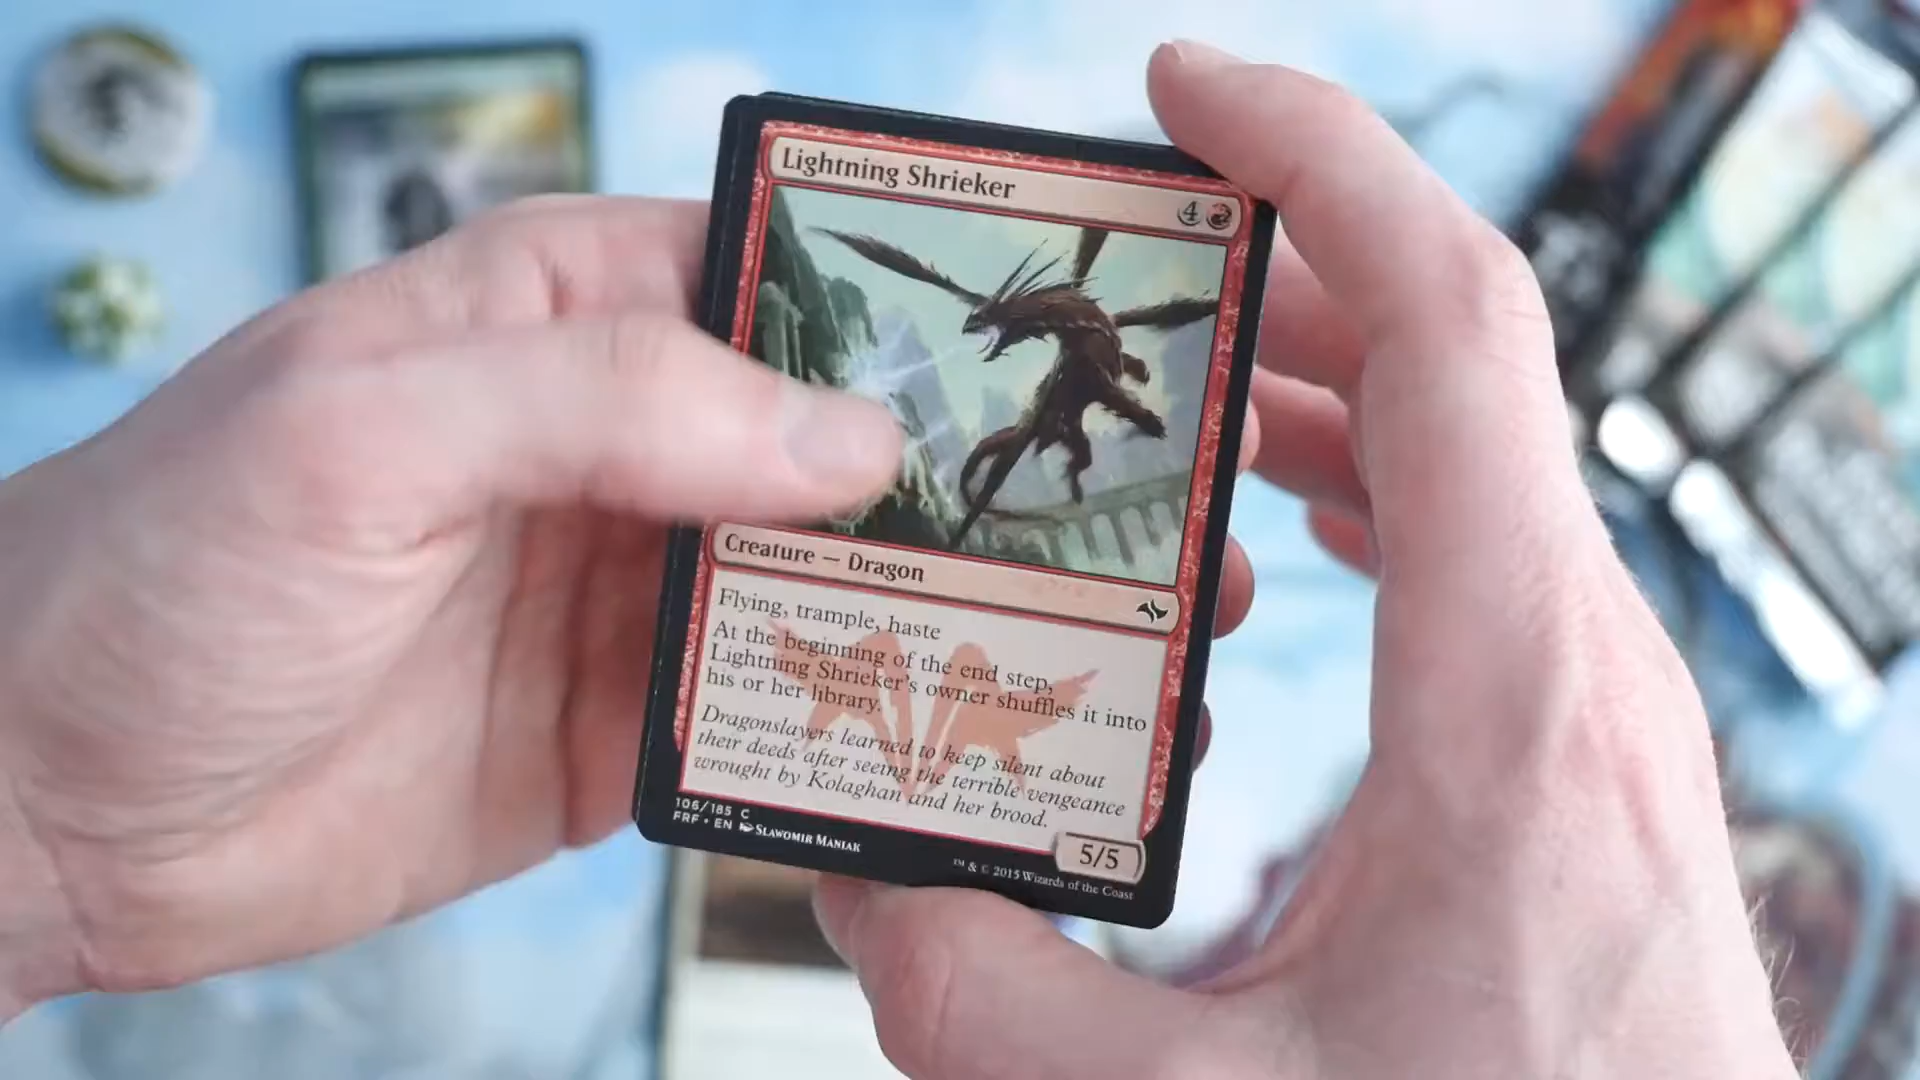 Lightning Shrieker
4
Creature — Dragon
Flying, trample, haste
At the beginning of the end step,
Lightning Shrieker's owner shuffles it into
his or her library.
Dragonslayers learned to keep silent about
their deeds after seeing the terrible vengeance
wrought by Kolaghan and her brood.
5/5
106/185 C
FRF • EN SLAWOMIR MANIAK
™ & © 2015 Wizards of the Coast